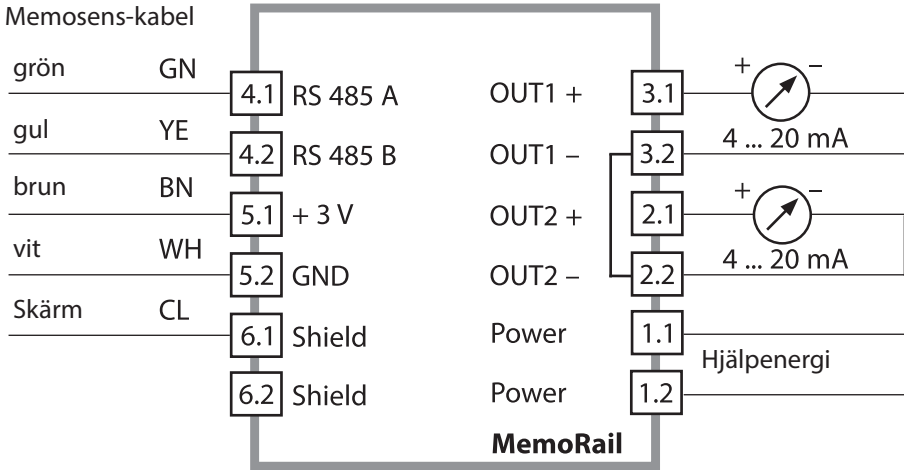 Memosens-kabel
grön GN 4.1 RS 485 A OUT1 + 3.1 + –
4 ... 20 mA
gul YE 4.2 RS 485 B OUT1 – 3.2
brun BN 5.1 + 3 V OUT2 + 2.1 + –
4 ... 20 mA
vit WH 5.2 GND OUT2 – 2.2
Skärm CL 6.1 Shield Power 1.1
Hjälpenergi
6.2 Shield Power 1.2
MemoRail